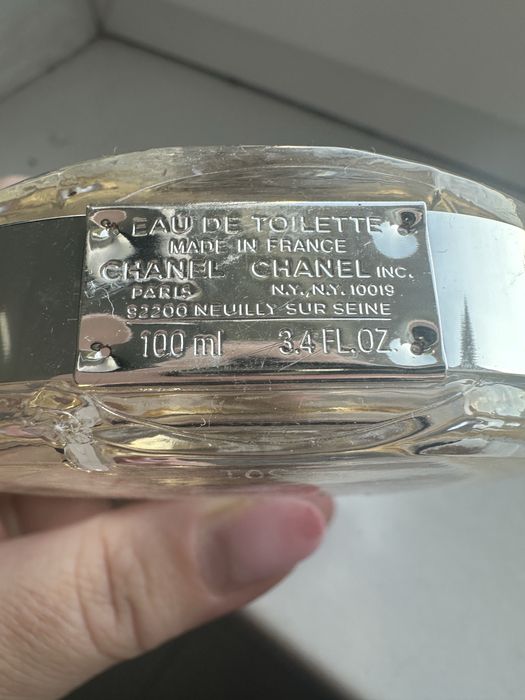 EAU DE TOILETTE
MADE IN FRANCE
CHANEL CHANEL INC.
PARIS N.Y., N.Y. 10019
92200 NEUILLY SUR SEINE
100 ml 3.4 FL.OZ.